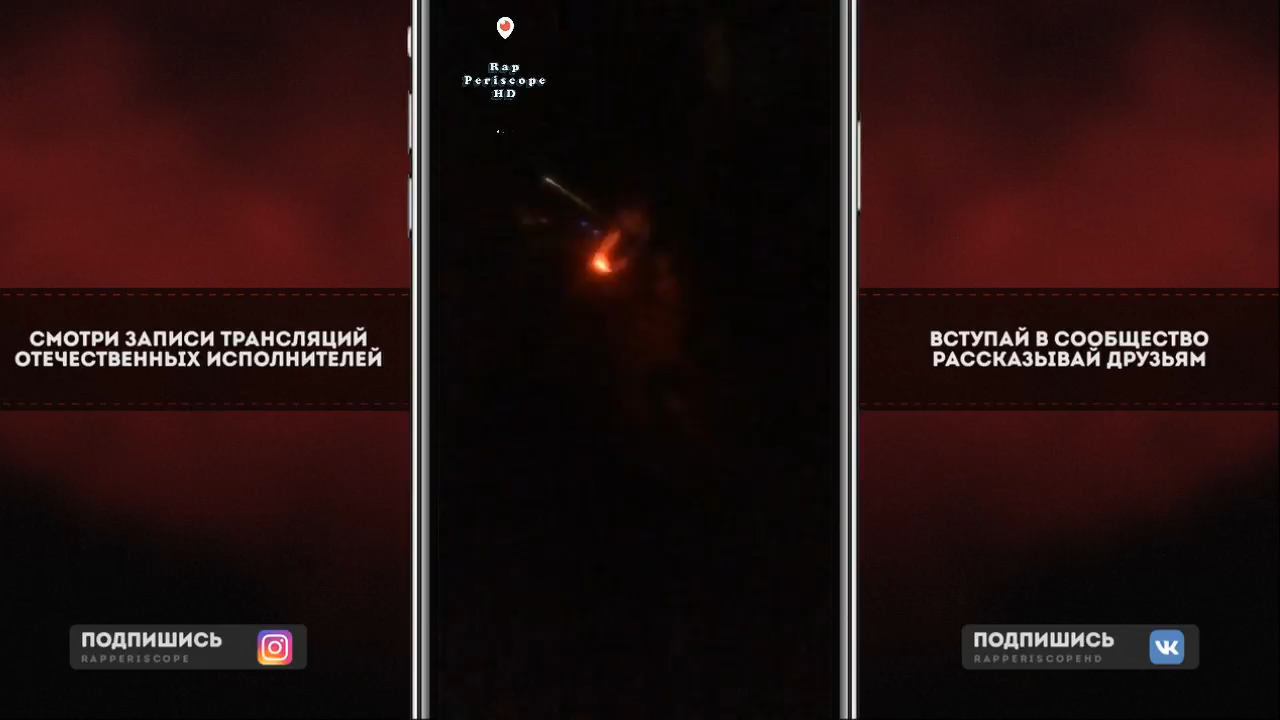 Rap
Periscope
HD
СМОТРИ ЗАПИСИ ТРАНСЛЯЦИЙ
ОТЕЧЕСТВЕННЫХ ИСПОЛНИТЕЛЕЙ
ВСТУПАЙ В СООБЩЕСТВО
РАССКАЗЫВАЙ ДРУЗЬЯМ
ПОДПИШИСЬ
RAPPERISCOPE
ПОДПИШИСЬ
RAPPERISCOPEHD